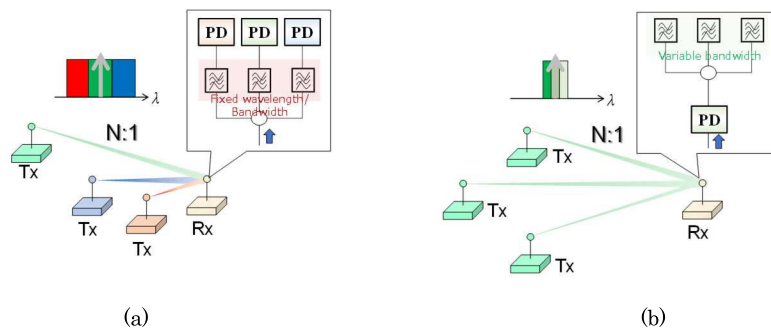 PD PD PD
Fixed wavelength/
Bandwidth
λ
N:1
Tx
Tx
Tx
Rx
(a)
Variable bandwidth
PD
λ
N:1
Tx
Tx
Tx
Rx
(b)